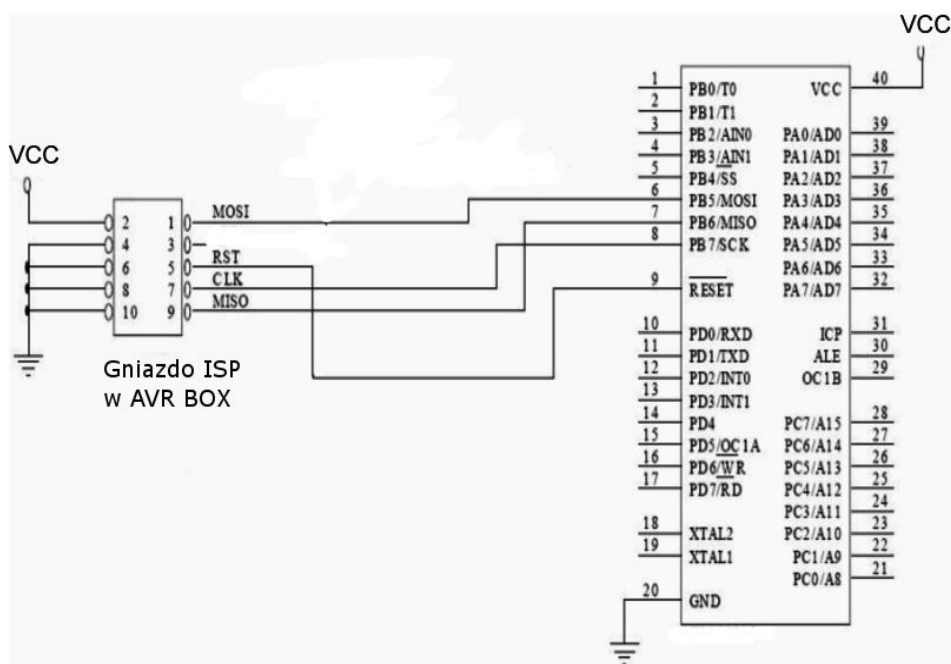 VCC
VCC
2 1 MOSI
4 3
6 5 RST
8 7 CLK
10 9 MISO
Gniazdo ISP
w AVR BOX
1 PB0/T0 VCC 40
2 PB1/T1
3 PB2/AIN0 PA0/AD0 39
4 PB3/AIN1 PA1/AD1 38
5 PB4/SS PA2/AD2 37
6 PB5/MOSI PA3/AD3 36
7 PB6/MISO PA4/AD4 35
8 PB7/SCK PA5/AD5 34
PA6/AD6 33
9 RESET PA7/AD7 32
10 PD0/RXD ICP 31
11 PD1/TXD ALE 30
12 PD2/INT0 OC1B 29
13 PD3/INT1
14 PD4 PC7/A15 28
15 PD5/OC1A PC6/A14 27
16 PD6/WR PC5/A13 26
17 PD7/RD PC4/A12 25
PC3/A11 24
18 XTAL2 PC2/A10 23
19 XTAL1 PC1/A9 22
PC0/A8 21
20 GND